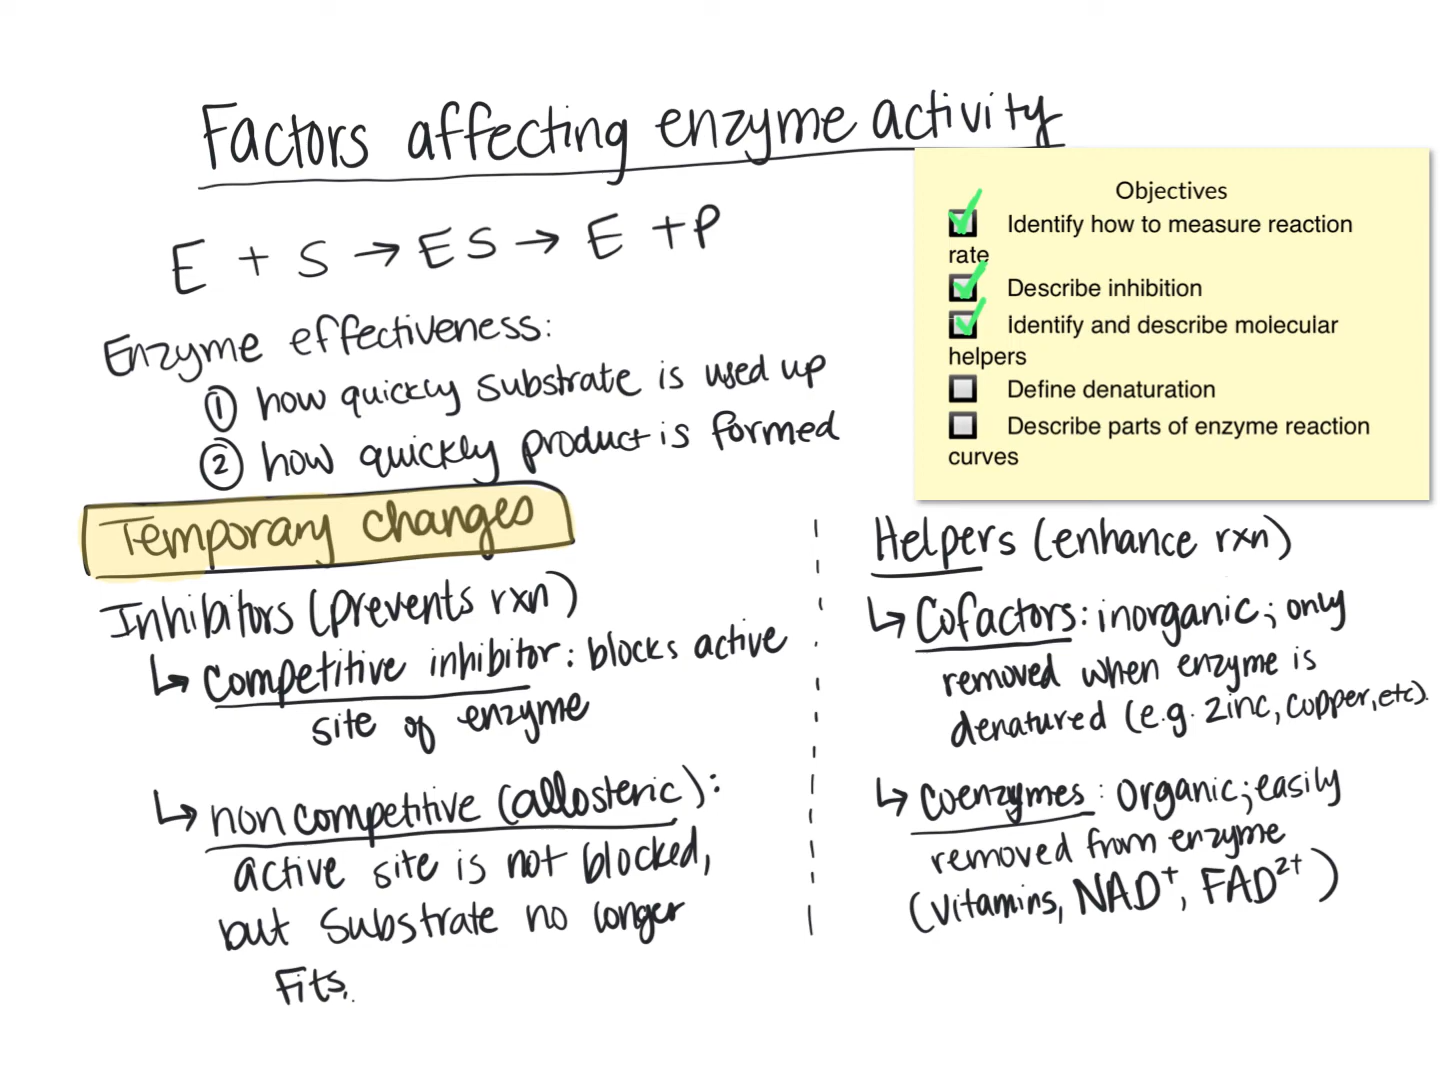 Factors affecting enzyme activity
E + S → ES → E + P
Enzyme effectiveness:
① how quickly substrate is used up
② how quickly product is formed
Objectives
Identify how to measure reaction
rate
Describe inhibition
Identify and describe molecular
helpers
Define denaturation
Describe parts of enzyme reaction
curves
Temporary changes
Inhibitors (prevents rxn)
↳ competitive inhibitor: blocks active
site of enzyme
↳ noncompetitive (allosteric):
active site is not blocked,
but substrate no longer
fits.
Helpers (enhance rxn)
↳ Cofactors: inorganic; only
removed when enzyme is
denatured (e.g. zinc, copper, etc).
↳ coenzymes: organic; easily
removed from enzyme
(vitamins, NAD⁺, FAD²⁺)